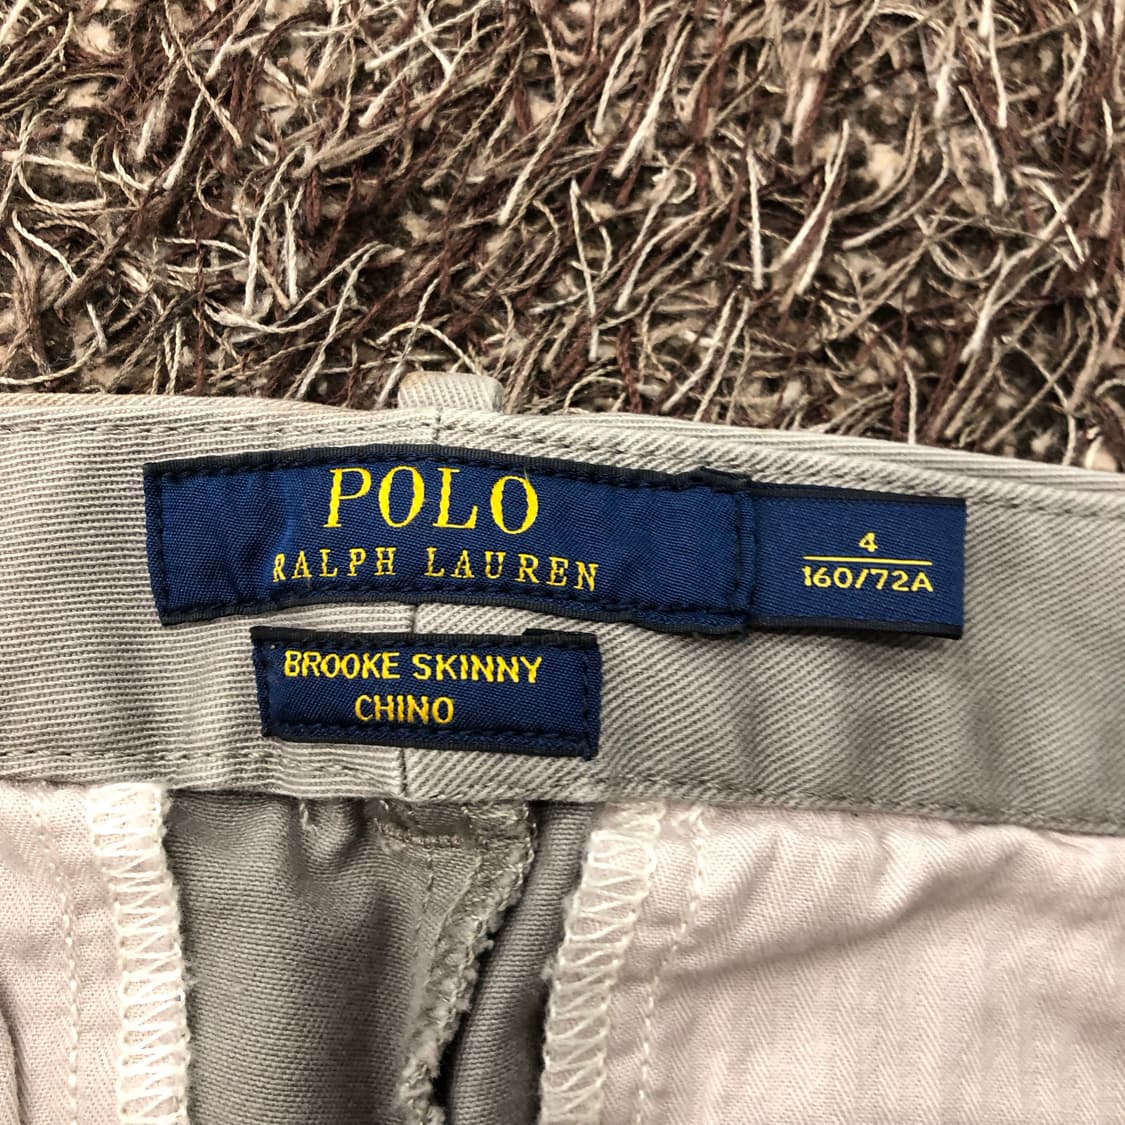 POLO
RALPH LAUREN
4
160/72A
BROOKE SKINNY
CHINO